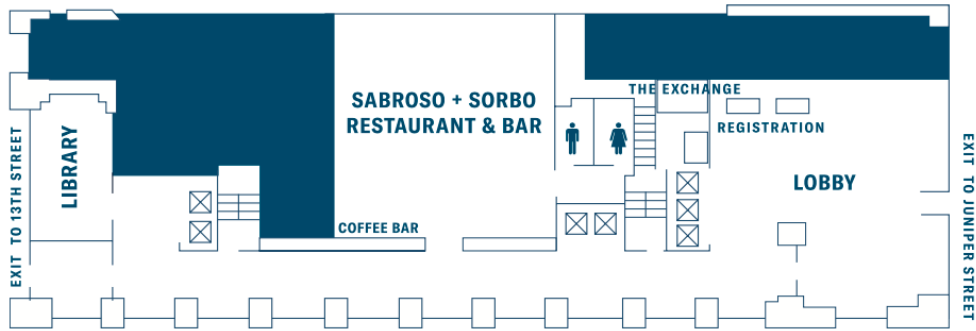 SABROSO + SORBO
RESTAURANT & BAR
THE EXCHANGE
REGISTRATION
LIBRARY
LOBBY
COFFEE BAR
EXIT TO 13TH STREET
EXIT TO JUNIPER STREET